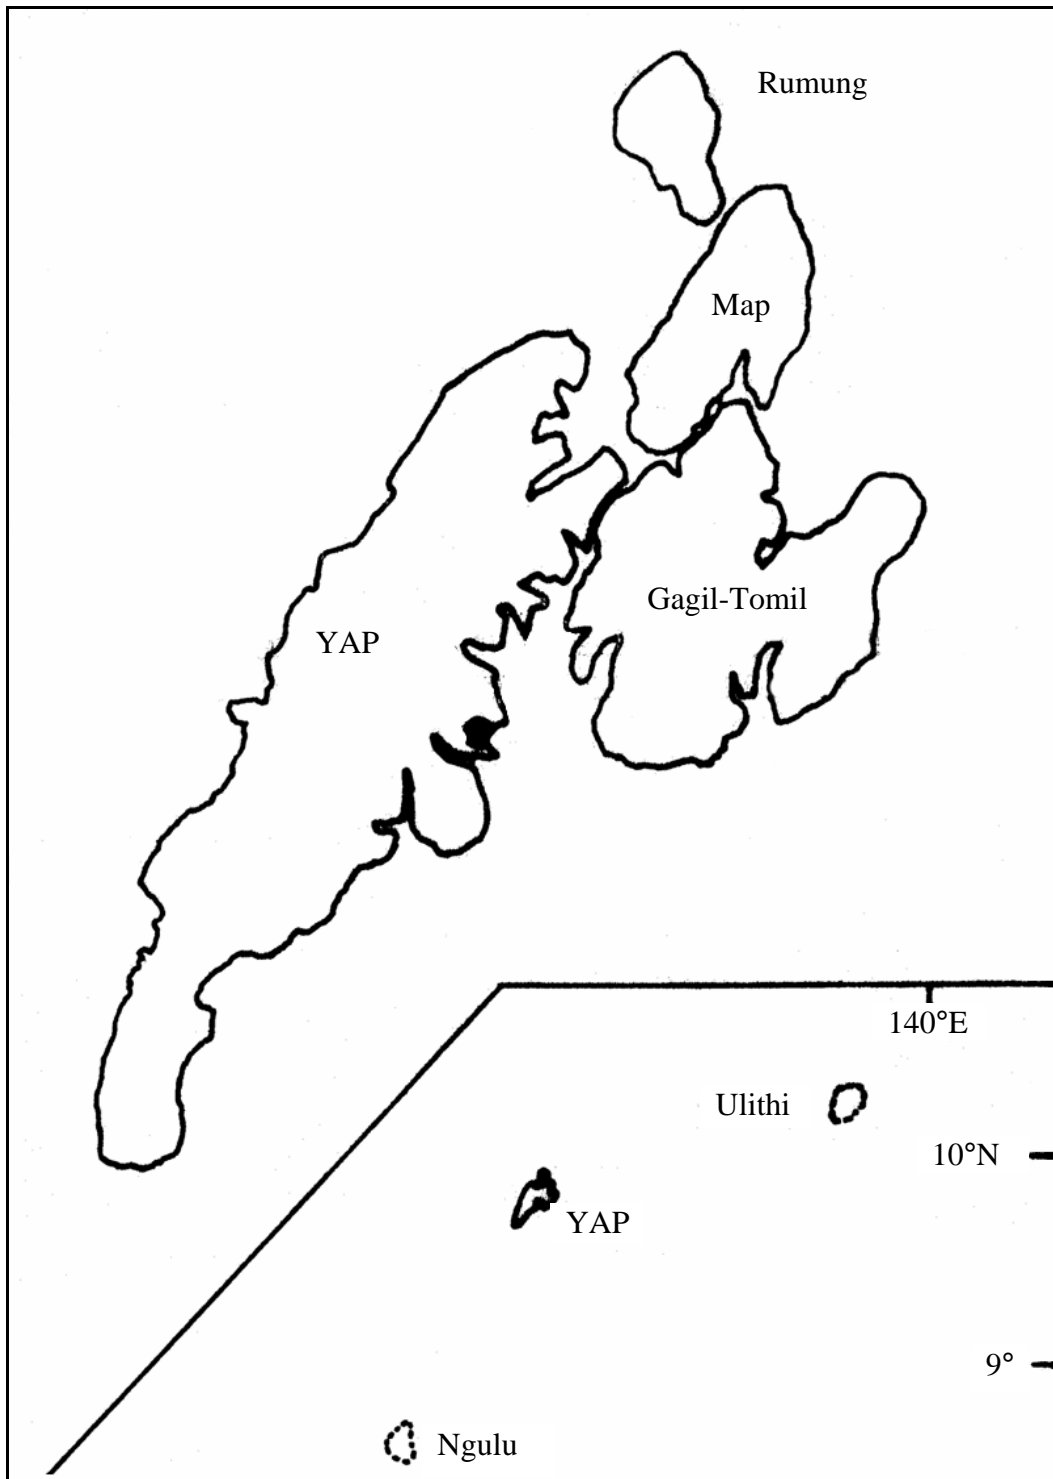 Rumung
Map
Gagil-Tomil
YAP
140°E
Ulithi
10°N
YAP
9°
Ngulu